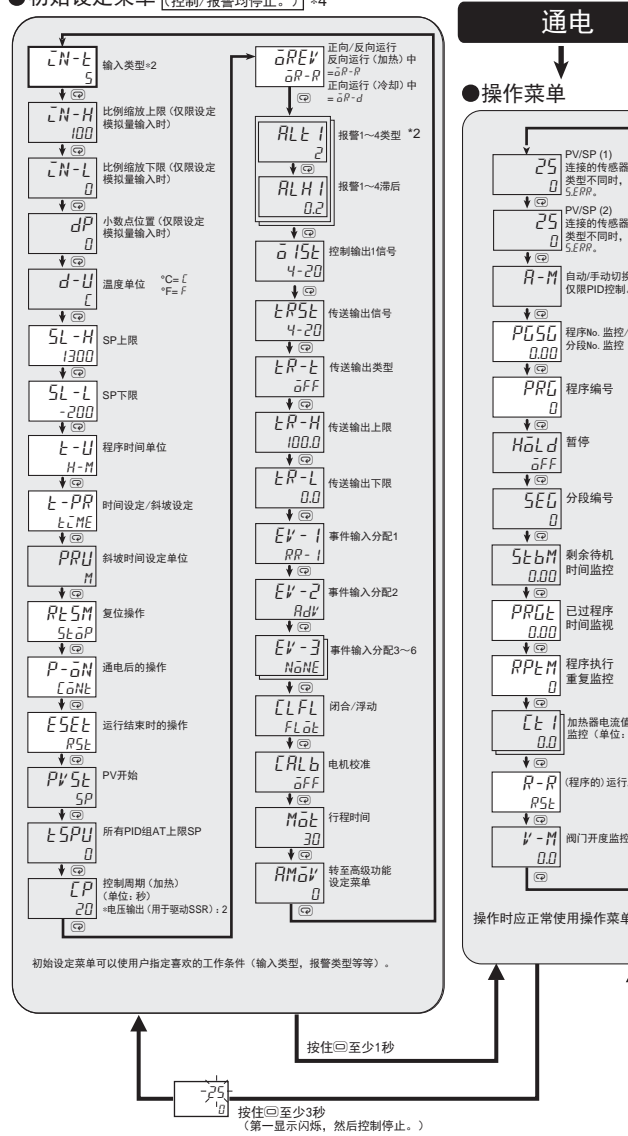 ●初始设定菜单 (控制/报警均停止。) *4
IN-t
5
输入类型*2
IN-H
100
比例缩放上限(仅限设定
模拟量输入时)
IN-L
0
比例缩放下限(仅限设定
模拟量输入时)
dP
0
小数点位置(仅限设定
模拟量输入时)
d-U
C
温度单位
°C= C
°F= F
SL-H
1300
SP上限
SL-L
-200
SP下限
t-U
H-M
程序时间单位
t-PR
tIME
时间设定/斜坡设定
PRU
M
斜坡时间设定单位
RESM
StoP
复位操作
P-oN
CoNt
通电后的操作
ESEt
RSt
运行结束时的操作
PVSt
SP
PV开始
tSPU
0
所有PID组AT上限SP
CP
20
控制周期(加热)
(单位:秒)
*电压输出(用于驱动SSR):2
oREV
oR-R
正向/反向运行
反向运行(加热)中
=oR-R
正向运行(冷却)中
= oR-d
ALt1
2
报警1～4类型 *2
ALH1
0.2
报警1～4滞后
o1St
4-20
控制输出1信号
tRSt
4-20
传送输出信号
tR-t
oFF
传送输出类型
tR-H
100.0
传送输出上限
tR-L
0.0
传送输出下限
EV-1
RR-1
事件输入分配1
EV-2
AdV
事件输入分配2
EV-3
NoNE
事件输入分配3～6
CLFL
FLot
闭合/浮动
CALb
oFF
电机校准
Mot
30
行程时间
AMoV
0
转至高级功能
设定菜单
初始设定菜单可以使用户指定喜欢的工作条件(输入类型,报警类型等等)。
通电
●操作菜单
25
0
PV/SP (1)
连接的传感器
类型不同时,
S.ERR。
25
0
PV/SP (2)
连接的传感器
类型不同时,
S.ERR。
A-M
自动/手动切换
仅限PID控制
PGSG
0.00
程序No. 监控/
分段No. 监控
PRG
0
程序编号
HoLd
oFF
暂停
SEG
0
分段编号
StbM
0.00
剩余待机
时间监控
PRGt
0.00
已过程序
时间监视
RPtM
0
程序执行
重复监控
Ct1
0.0
加热器电流值
监控(单位:
R-R
RSt
(程序的)运行
V-M
0.0
阀门开度监控
操作时应正常使用操作菜单
按住至少1秒
25
0
按住至少3秒
(第一显示闪烁,然后控制停止。)